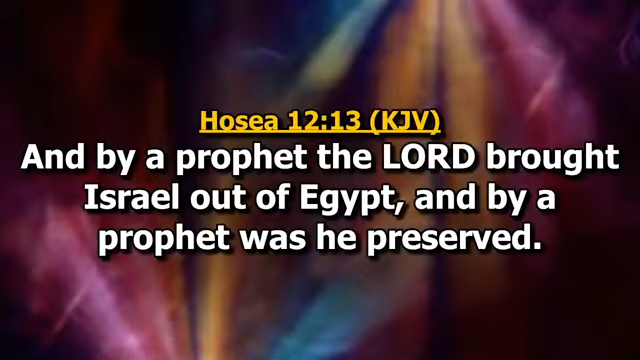 Hosea 12:13 (KJV)
And by a prophet the LORD brought
Israel out of Egypt, and by a
prophet was he preserved.